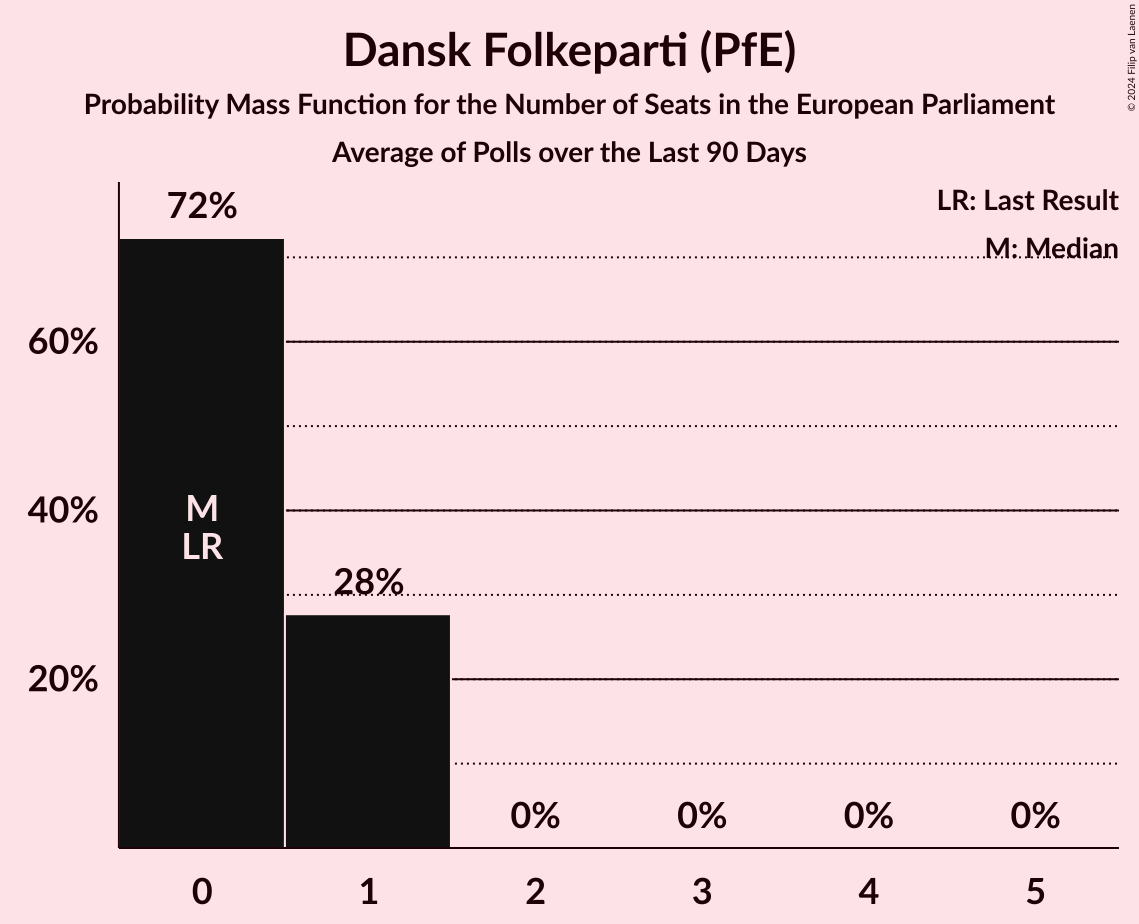 Dansk Folkeparti (PfE)
Probability Mass Function for the Number of Seats in the European Parliament
Average of Polls over the Last 90 Days
© 2024 Filip van Laenen
LR: Last Result
M: Median
72%
60%
40%
20%
M
LR
28%
0%
0%
0%
0%
0
1
2
3
4
5